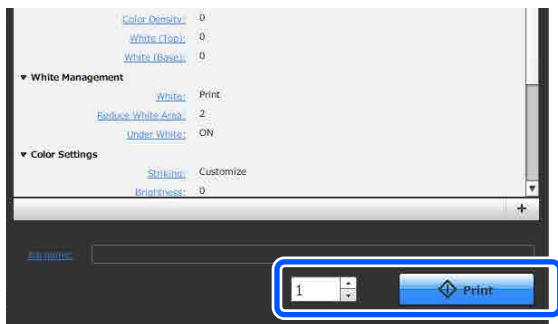 Color Density: 0
White (Top): 0
White (Base): 0
▼ White Management
White: Print
Reduce White Area: 2
Under White: ON
▼ Color Settings
Striking: Customize
Brightness: 0
+
Job name:
1 Print